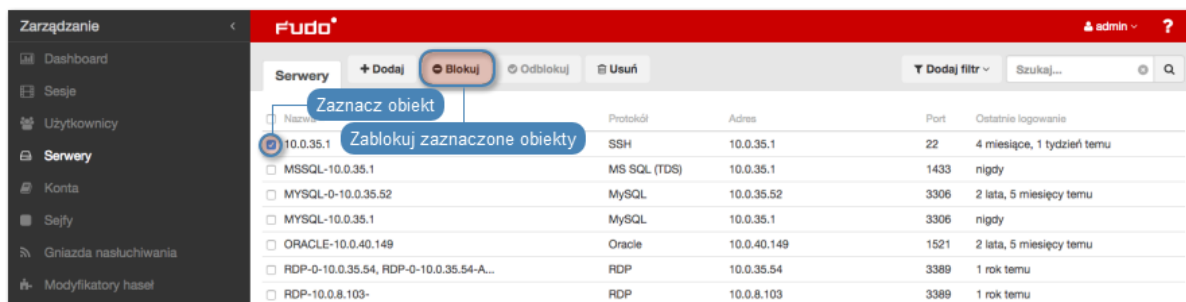 Zarządzanie <
FUDO
admin
?
Dashboard
Sesje
Użytkownicy
Serwery
Konta
Sejfy
Gniazda nasłuchiwania
Modyfikatory haseł
Serwery
+ Dodaj
Blokuj
Odblokuj
Usuń
Dodaj filtr
Szukaj...
Zaznacz obiekt
Zablokuj zaznaczone obiekty
Protokół Adres Port Ostatnie logowanie
10.0.35.1 SSH 10.0.35.1 22 4 miesiące, 1 tydzień temu
MSSQL-10.0.35.1 MS SQL (TDS) 10.0.35.1 1433 nigdy
MYSQL-0-10.0.35.52 MySQL 10.0.35.52 3306 2 lata, 5 miesięcy temu
MYSQL-10.0.35.1 MySQL 10.0.35.1 3306 nigdy
ORACLE-10.0.40.149 Oracle 10.0.40.149 1521 2 lata, 5 miesięcy temu
RDP-0-10.0.35.54, RDP-0-10.0.35.54-A... RDP 10.0.35.54 3389 1 rok temu
RDP-10.0.8.103- RDP 10.0.8.103 3389 1 rok temu